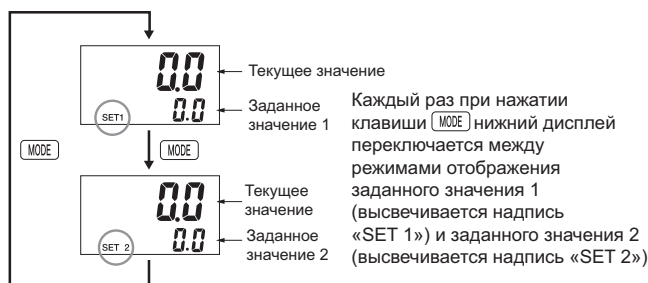 0.0
Текущее значение
SET1
0.0
Заданное
значение 1
MODE
MODE
0.0
Текущее
значение
SET 2
0.0
Заданное
значение 2
Каждый раз при нажатии
клавиши MODE нижний дисплей
переключается между
режимами отображения
заданного значения 1
(высвечивается надпись
«SET 1») и заданного значения 2
(высвечивается надпись «SET 2»)